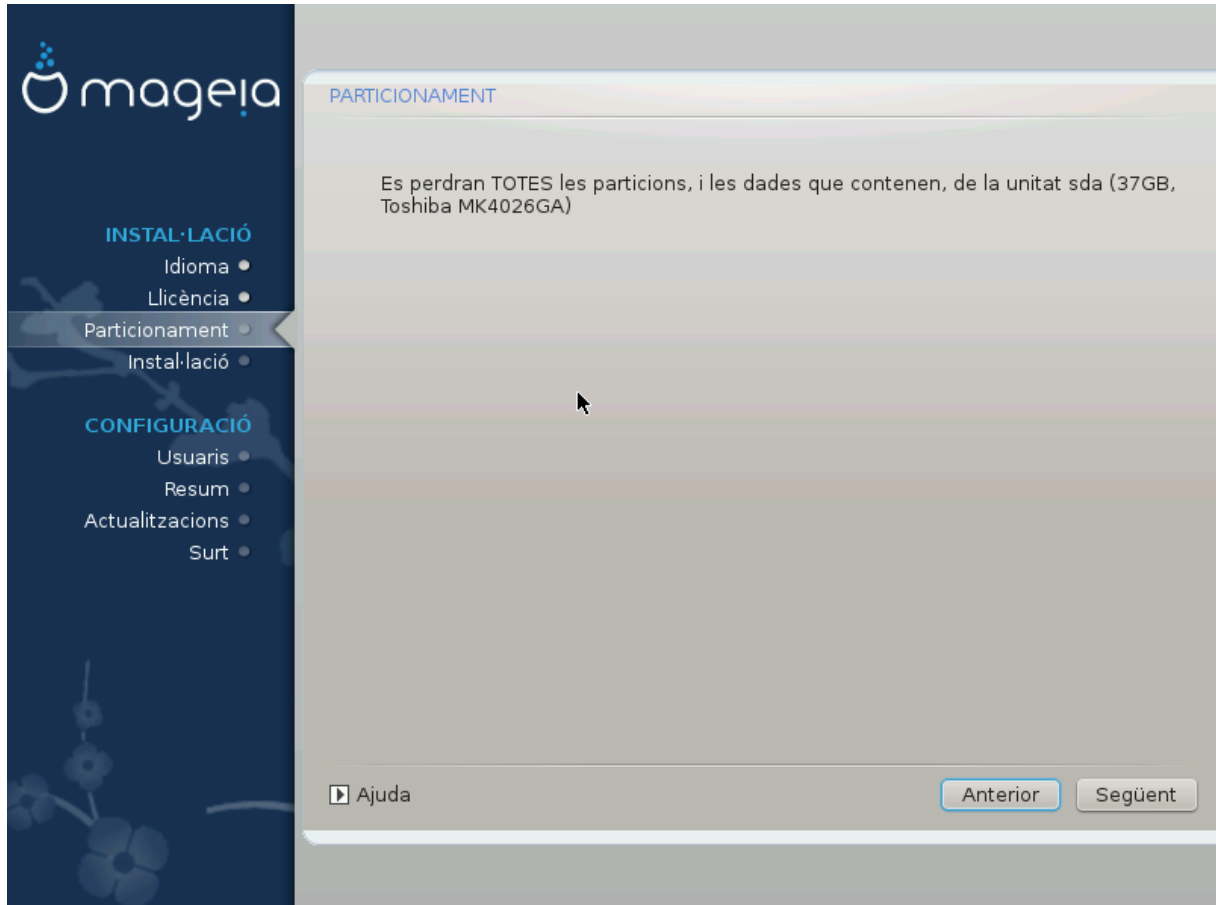 mageia
PARTICIONAMENT
Es perdran TOTES les particions, i les dades que contenen, de la unitat sda (37GB,
Toshiba MK4026GA)
INSTAL·LACIÓ
Idioma
Llicència
Particionament
Instal·lació
CONFIGURACIÓ
Usuaris
Resum
Actualitzacions
Surt
Ajuda
Anterior
Següent